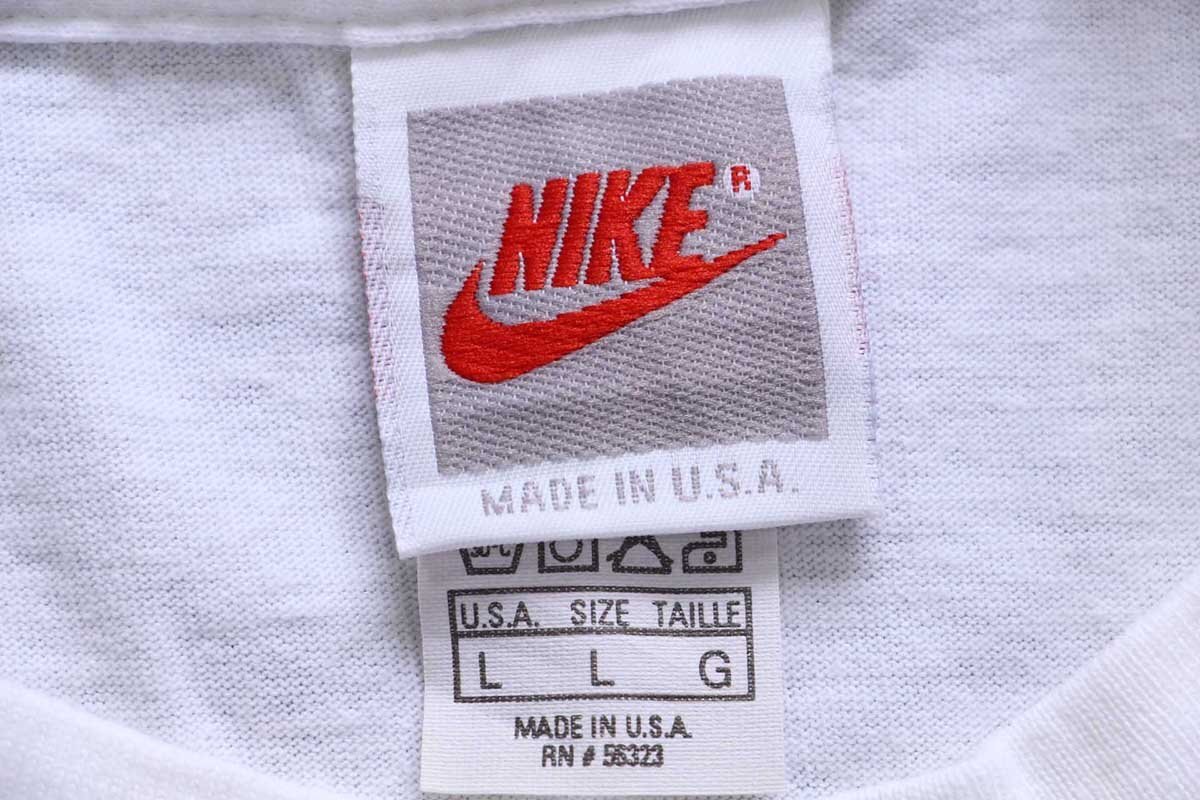 NIKE ®
MADE IN U.S.A.
U.S.A. SIZE TAILLE
L L G
MADE IN U.S.A.
RN # 56323